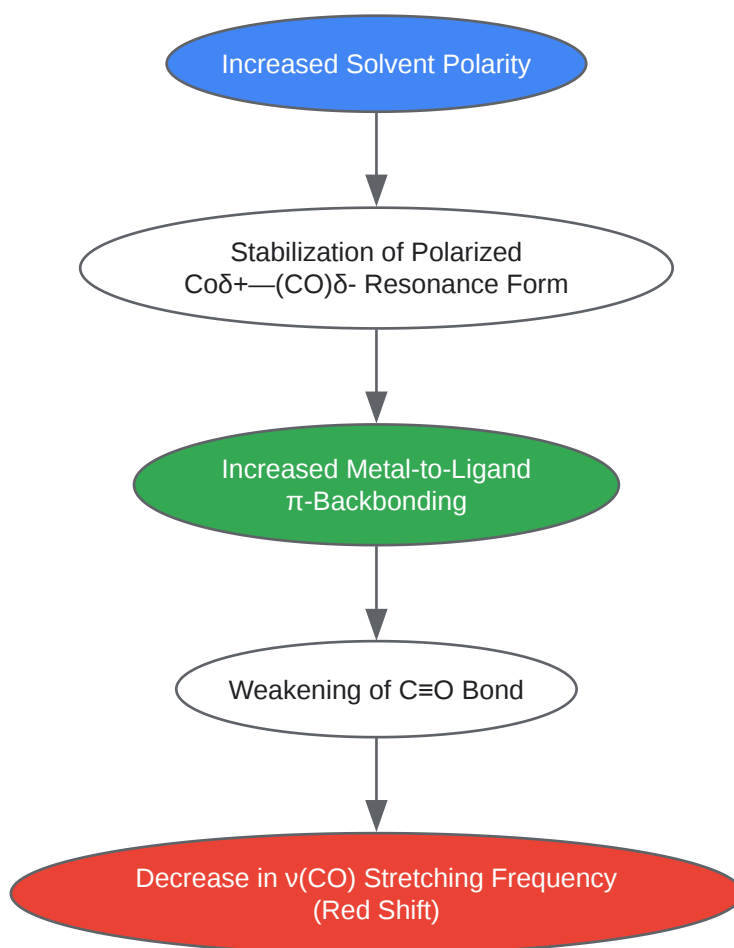 Increased Solvent Polarity
Stabilization of Polarized
Coδ+—(CO)δ- Resonance Form
Increased Metal-to-Ligand
π-Backbonding
Weakening of C≡O Bond
Decrease in ν(CO) Stretching Frequency
(Red Shift)